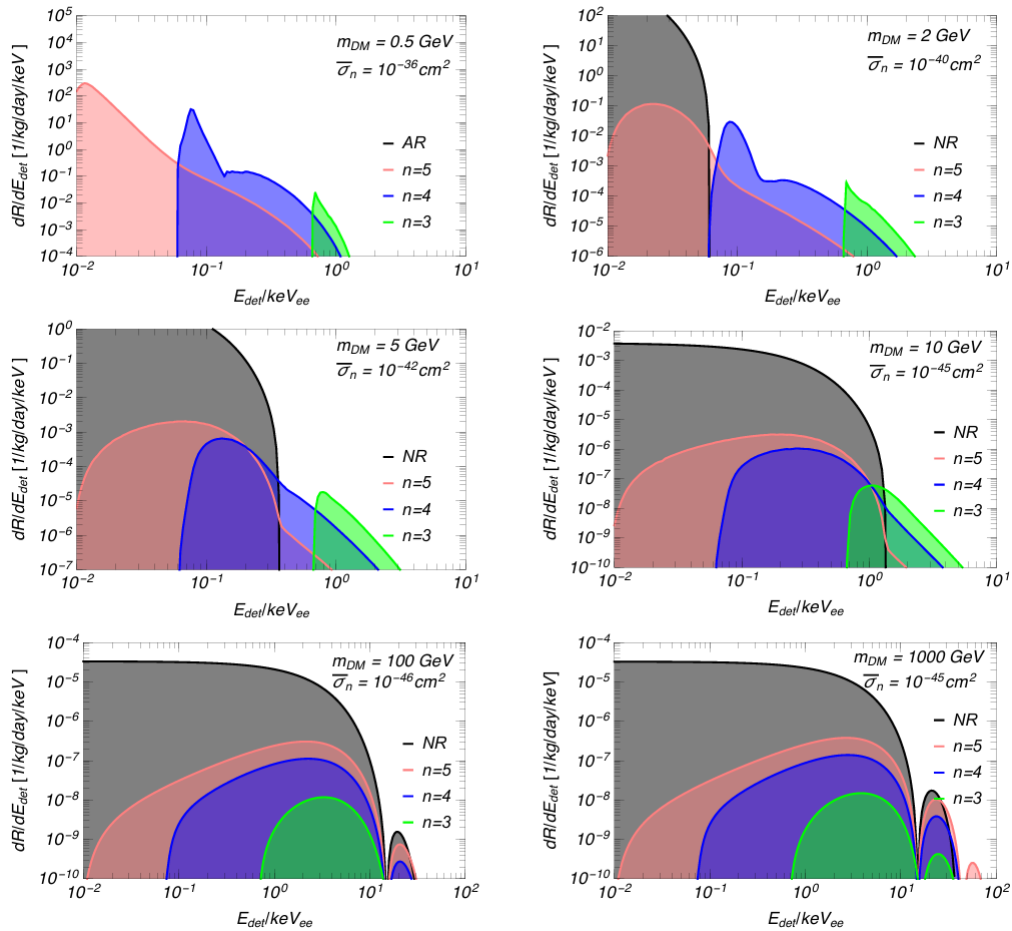 dR/dE_det [1/kg/day/keV]
10^5
10^4
10^3
10^2
10^1
10^0
10^-1
10^-2
10^-3
10^-4
m_DM = 0.5 GeV
σ̅_n = 10^-36 cm^2
AR
n=5
n=4
n=3
10^-2 10^-1 10^0 10^1
E_det/keV_ee
dR/dE_det [1/kg/day/keV]
10^2
10^1
10^0
10^-1
10^-2
10^-3
10^-4
10^-5
10^-6
m_DM = 2 GeV
σ̅_n = 10^-40 cm^2
NR
n=5
n=4
n=3
10^-2 10^-1 10^0 10^1
E_det/keV_ee
dR/dE_det [1/kg/day/keV]
10^0
10^-1
10^-2
10^-3
10^-4
10^-5
10^-6
10^-7
m_DM = 5 GeV
σ̅_n = 10^-42 cm^2
NR
n=5
n=4
n=3
10^-2 10^-1 10^0 10^1
E_det/keV_ee
dR/dE_det [1/kg/day/keV]
10^-2
10^-3
10^-4
10^-5
10^-6
10^-7
10^-8
10^-9
10^-10
m_DM = 10 GeV
σ̅_n = 10^-45 cm^2
NR
n=5
n=4
n=3
10^-2 10^-1 10^0 10^1
E_det/keV_ee
dR/dE_det [1/kg/day/keV]
10^-4
10^-5
10^-6
10^-7
10^-8
10^-9
10^-10
m_DM = 100 GeV
σ̅_n = 10^-46 cm^2
NR
n=5
n=4
n=3
10^-2 10^-1 10^0 10^1 10^2
E_det/keV_ee
dR/dE_det [1/kg/day/keV]
10^-4
10^-5
10^-6
10^-7
10^-8
10^-9
10^-10
m_DM = 1000 GeV
σ̅_n = 10^-45 cm^2
NR
n=5
n=4
n=3
10^-2 10^-1 10^0 10^1 10^2
E_det/keV_ee